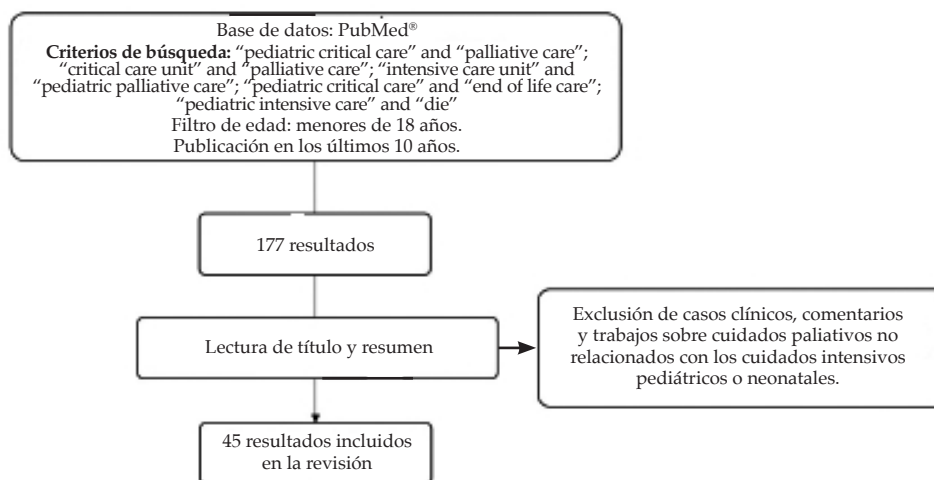 Base de datos: PubMed®
Criterios de búsqueda: “pediatric critical care” and “palliative care”;
“critical care unit” and “palliative care”; “intensive care unit” and
“pediatric palliative care”; “pediatric critical care” and “end of life care”;
“pediatric intensive care” and “die”
Filtro de edad: menores de 18 años.
Publicación en los últimos 10 años.
177 resultados
Lectura de título y resumen
Exclusión de casos clínicos, comentarios
y trabajos sobre cuidados paliativos no
relacionados con los cuidados intensivos
pediátricos o neonatales.
45 resultados incluidos
en la revisión